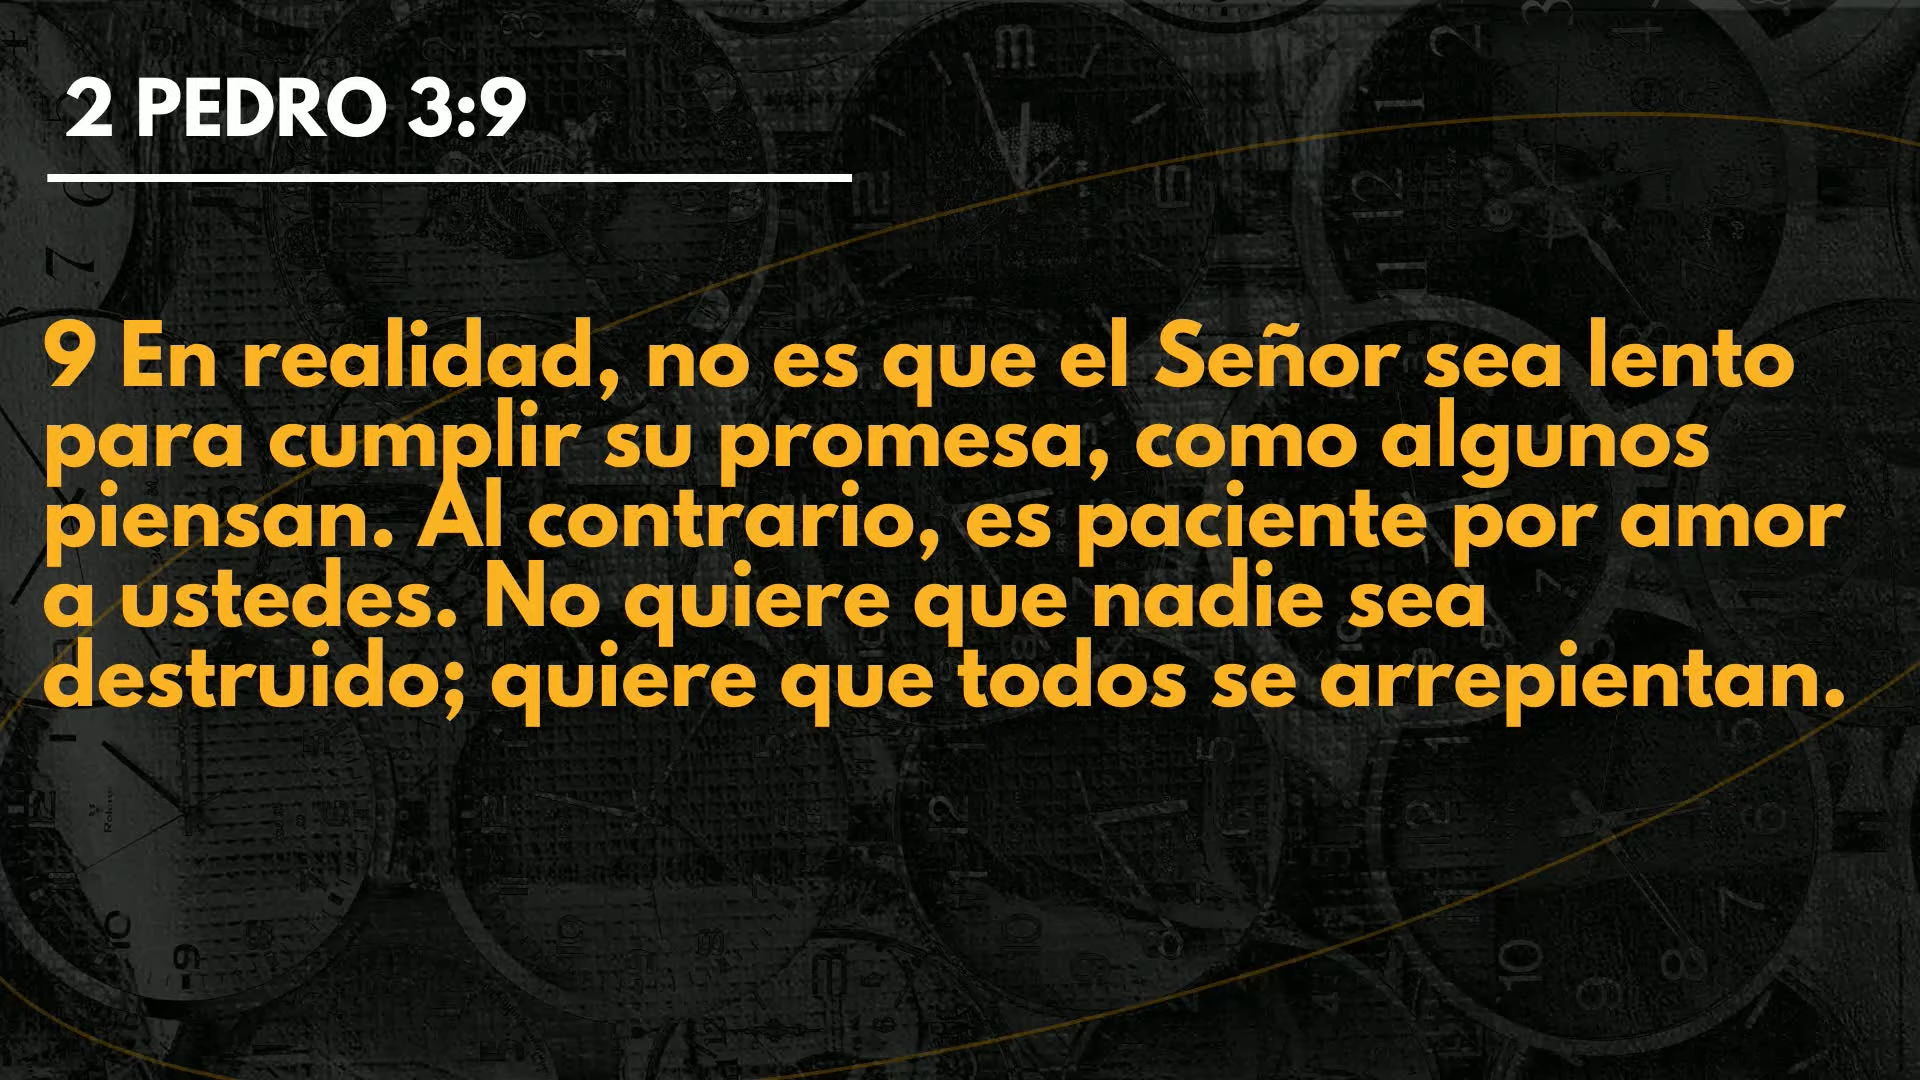 2 PEDRO 3:9
9 En realidad, no es que el Señor sea lento
para cumplir su promesa, como algunos
piensan. Al contrario, es paciente por amor
a ustedes. No quiere que nadie sea
destruido; quiere que todos se arrepientan.